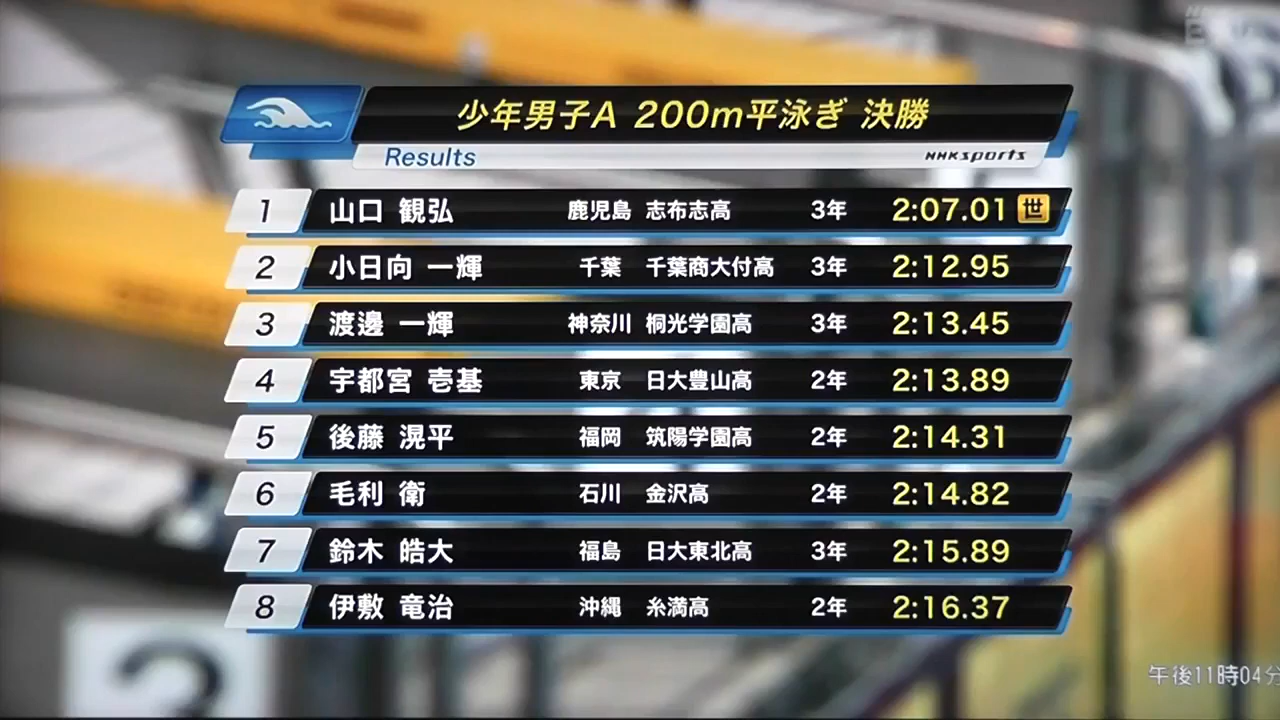 少年男子A 200m平泳ぎ 決勝
Results NHKsports
1 山口 観弘 鹿児島 志布志高 3年 2:07.01 世
2 小日向 一輝 千葉 千葉商大付高 3年 2:12.95
3 渡邊 一輝 神奈川 桐光学園高 3年 2:13.45
4 宇都宮 壱基 東京 日大豊山高 2年 2:13.89
5 後藤 滉平 福岡 筑陽学園高 2年 2:14.31
6 毛利 衛 石川 金沢高 2年 2:14.82
7 鈴木 皓大 福島 日大東北高 3年 2:15.89
8 伊敷 竜治 沖縄 糸満高 2年 2:16.37
午後11時04分